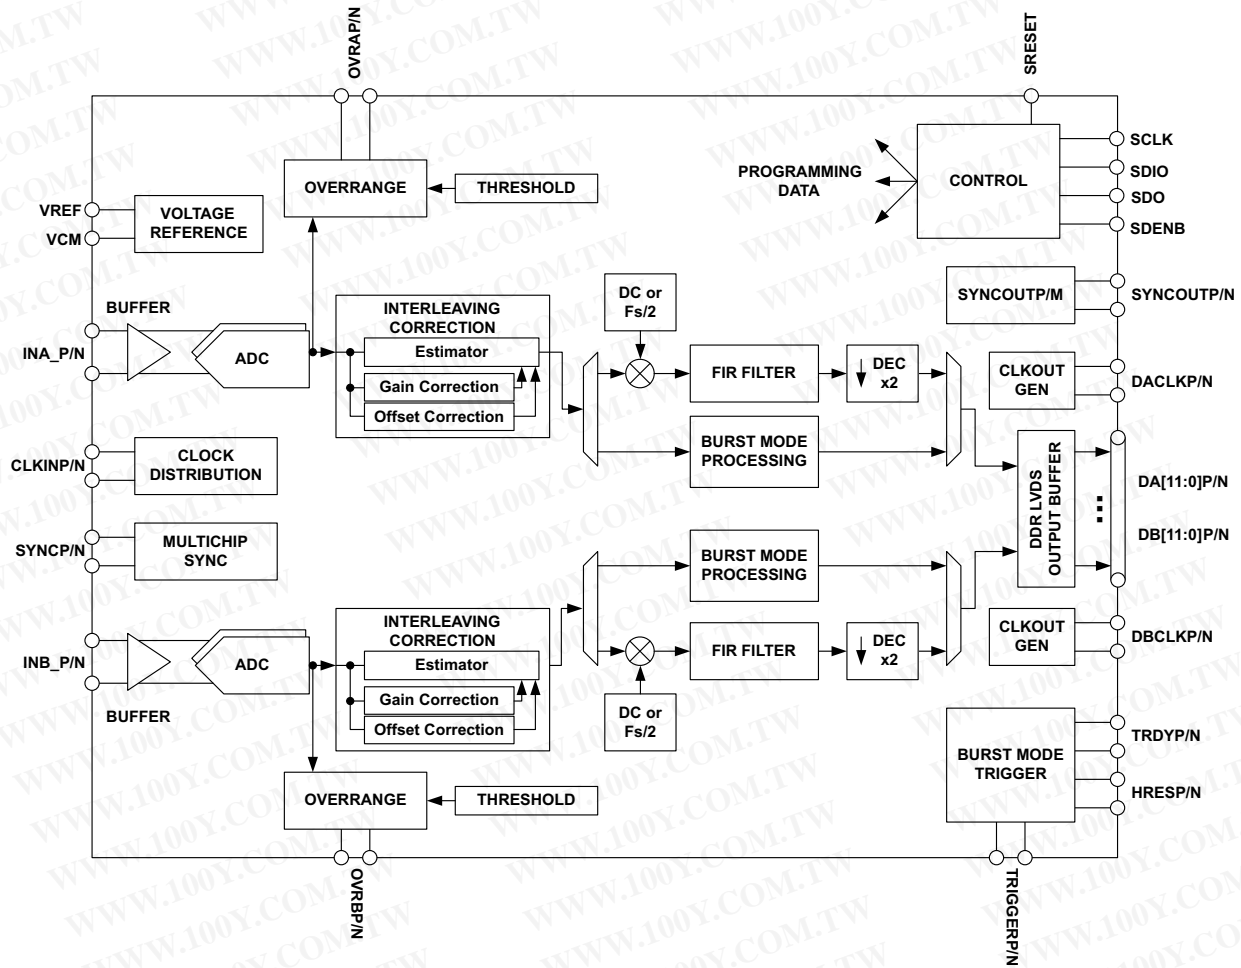 OVRAP/N
SRESET
OVERRANGE
THRESHOLD
PROGRAMMING
DATA
CONTROL
SCLK
SDIO
SDO
SDENB
VREF
VCM
VOLTAGE
REFERENCE
SYNCOUTP/M
SYNCOUTP/N
BUFFER
INA_P/N
ADC
INTERLEAVING
CORRECTION
Estimator
Gain Correction
Offset Correction
DC or
Fs/2
FIR FILTER
DEC
x2
CLKOUT
GEN
DACLKP/N
BURST MODE
PROCESSING
CLKINP/N
CLOCK
DISTRIBUTION
DDR LVDS
OUTPUT BUFFER
DA[11:0]P/N
DB[11:0]P/N
SYNCP/N
MULTICHIP
SYNC
BURST MODE
PROCESSING
INB_P/N
ADC
BUFFER
INTERLEAVING
CORRECTION
Estimator
Gain Correction
Offset Correction
DC or
Fs/2
FIR FILTER
DEC
x2
CLKOUT
GEN
DBCLKP/N
OVERRANGE
THRESHOLD
BURST MODE
TRIGGER
TRDYP/N
HRESP/N
OVRBP/N
TRIGGERP/N
WWW.100Y.COM.TW